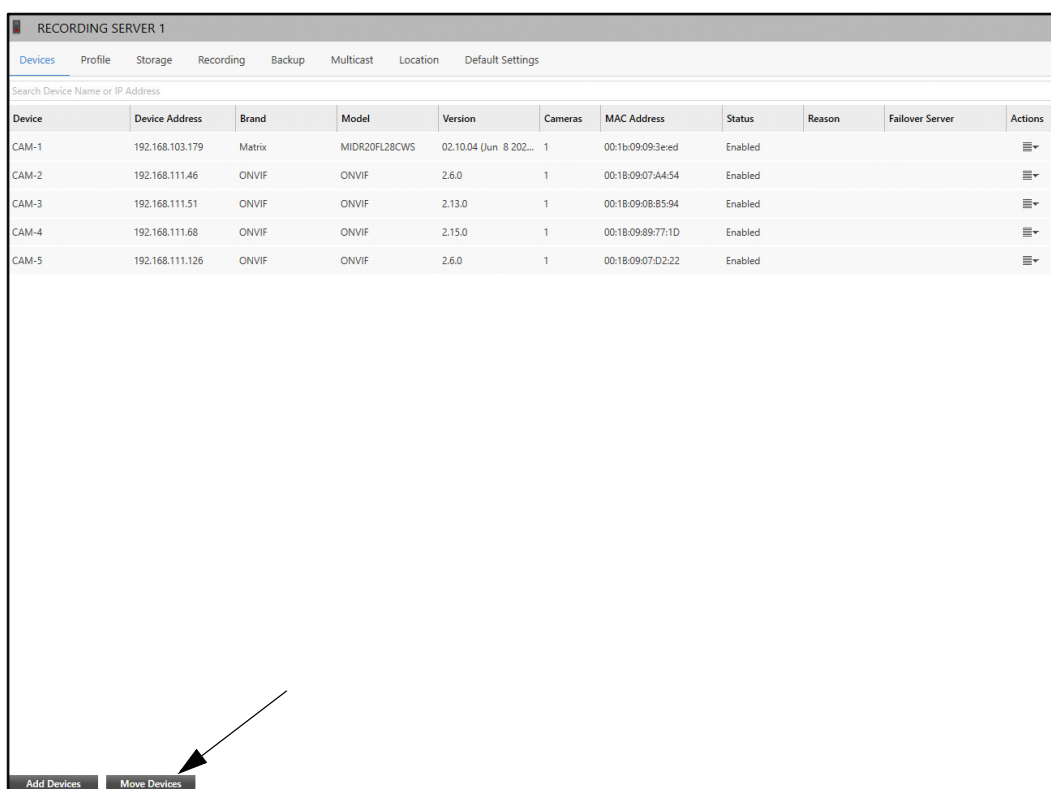 RECORDING SERVER 1
Devices Profile Storage Recording Backup Multicast Location Default Settings
Search Device Name or IP Address
Device Device Address Brand Model Version Cameras MAC Address Status Reason Failover Server Actions
CAM-1 192.168.103.179 Matrix MIDR20FL28CWS 02.10.04 (Jun 8 202... 1 00:1b:09:09:3e:ed Enabled
CAM-2 192.168.111.46 ONVIF ONVIF 2.6.0 1 00:1B:09:07:A4:54 Enabled
CAM-3 192.168.111.51 ONVIF ONVIF 2.13.0 1 00:1B:09:0B:B5:94 Enabled
CAM-4 192.168.111.68 ONVIF ONVIF 2.15.0 1 00:1B:09:89:77:1D Enabled
CAM-5 192.168.111.126 ONVIF ONVIF 2.6.0 1 00:1B:09:07:D2:22 Enabled
Add Devices Move Devices